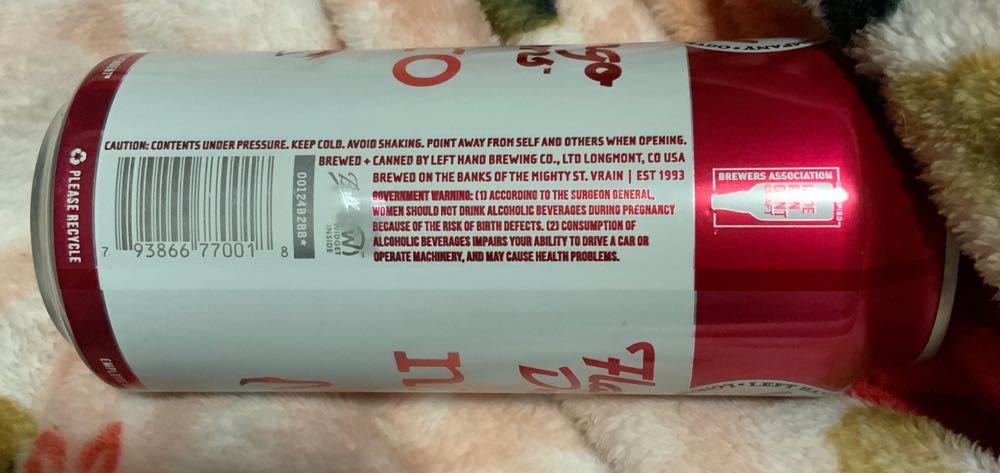 CAUTION: CONTENTS UNDER PRESSURE. KEEP COLD. AVOID SHAKING. POINT AWAY FROM SELF AND OTHERS WHEN OPENING.
BREWED + CANNED BY LEFT HAND BREWING CO., LTD LONGMONT, CO USA
BREWED ON THE BANKS OF THE MIGHTY ST. VRAIN | EST 1993
GOVERNMENT WARNING: (1) ACCORDING TO THE SURGEON GENERAL,
WOMEN SHOULD NOT DRINK ALCOHOLIC BEVERAGES DURING PREGNANCY
BECAUSE OF THE RISK OF BIRTH DEFECTS. (2) CONSUMPTION OF
ALCOHOLIC BEVERAGES IMPAIRS YOUR ABILITY TO DRIVE A CAR OR
OPERATE MACHINERY, AND MAY CAUSE HEALTH PROBLEMS.
7 93866 77001 8
00124B288*
WIDGET
INSIDE
PLEASE RECYCLE
BREWERS ASSOCIATION
CRAFT
LEFT